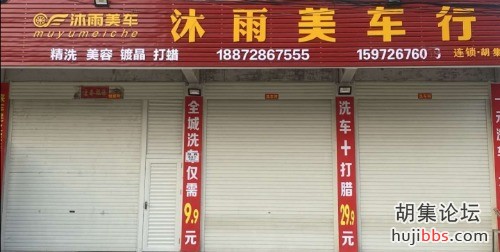 沐雨美车
muyumeiche
沐雨美车行
精洗 美容 镀晶 打蜡
18872867555
连锁·胡集
全城洗车仅需9.9元
洗车+打腊29.9元
胡集论坛
hujibbs.com